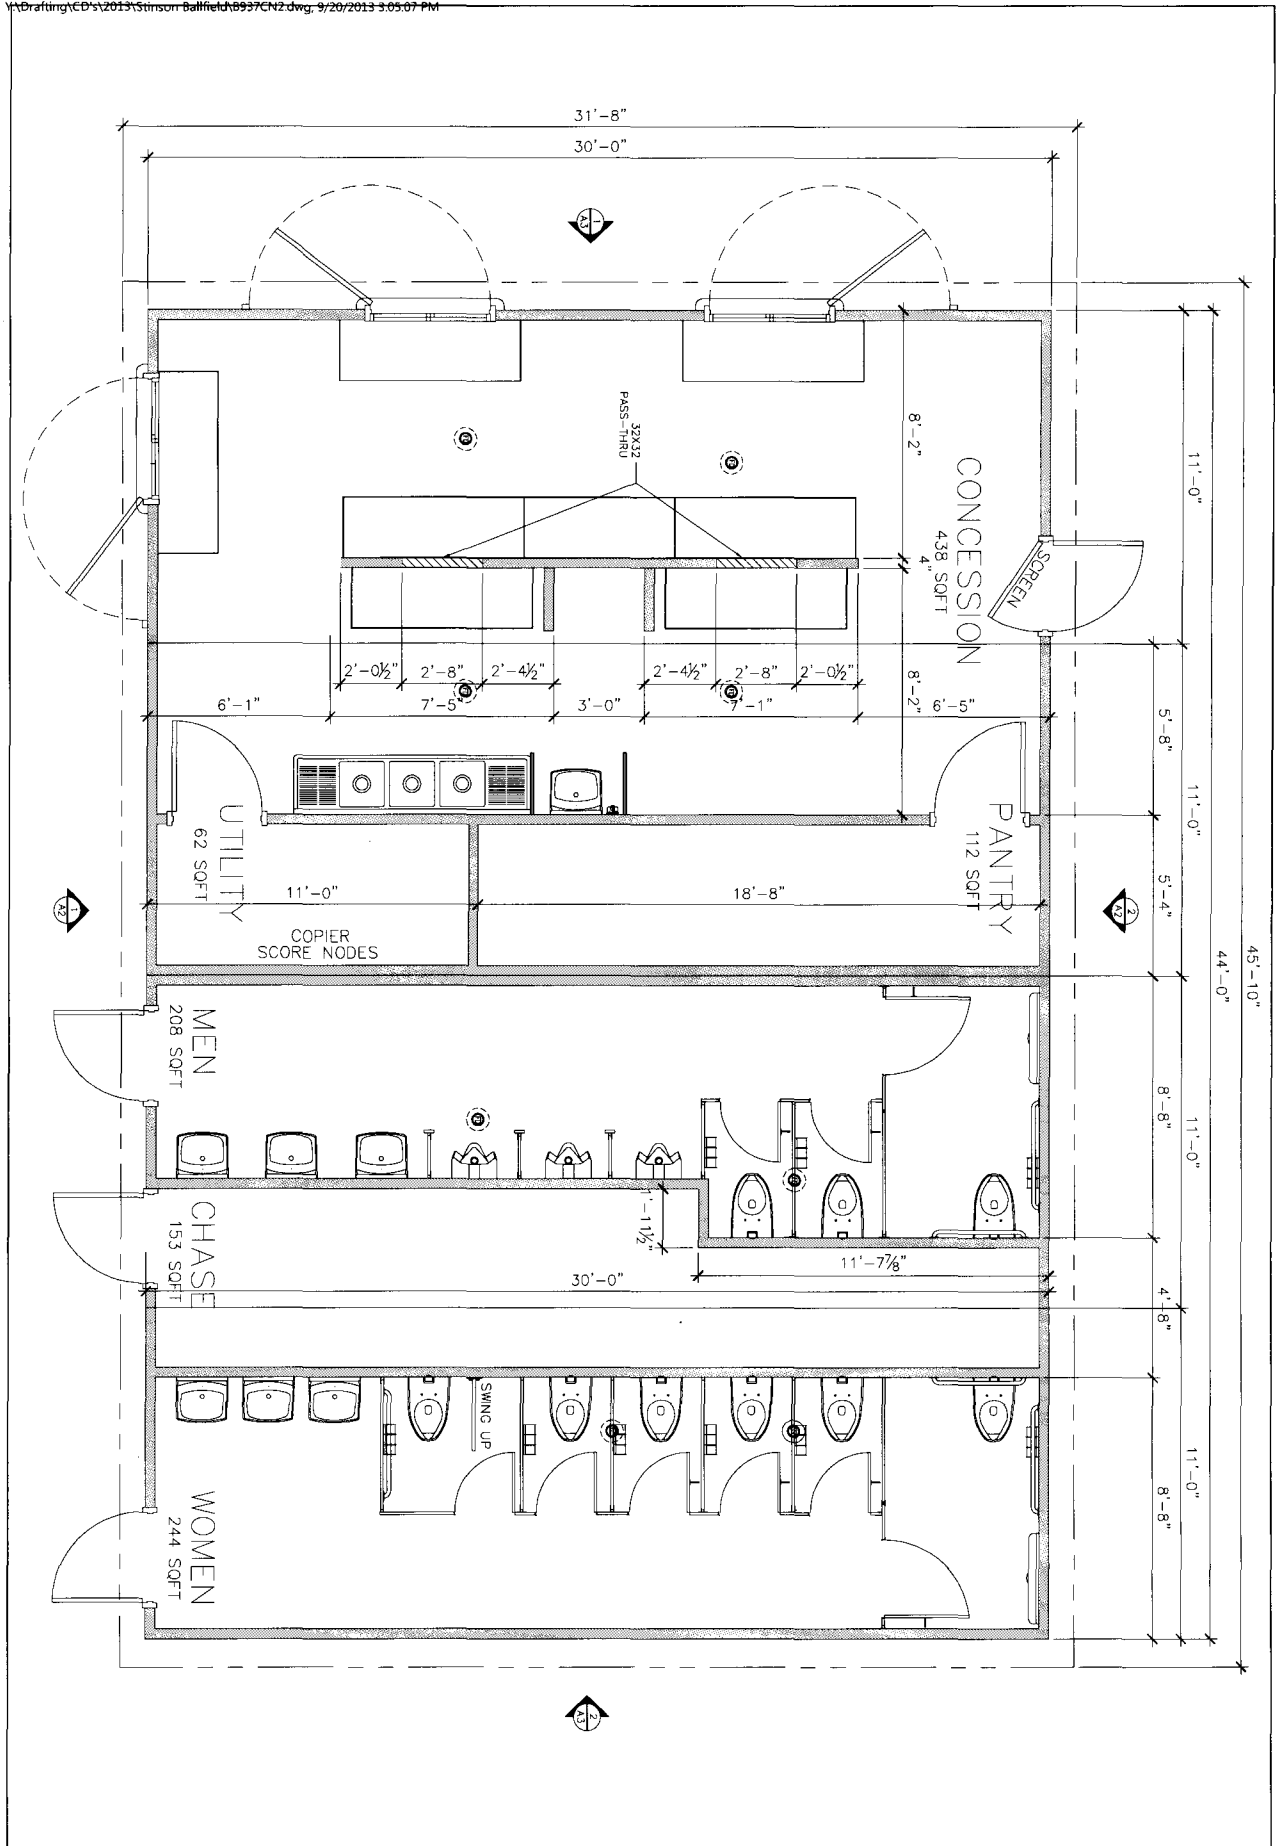 Y:\Drafting\CD's\2013\Stinson Ballfield\B937CN2.dwg, 9/20/2013 3:05:07 PM
31'-8"
30'-0"
1
A3
32X32
PASS-THRU
8'-2"
CONCESSION
438 SQFT
4"
SCREEN
11'-0"
2'-0½"
2'-8"
2'-4½"
2'-4½"
2'-8"
2'-0½"
8'-2"
6'-1"
7'-5"
3'-0"
7'-1"
6'-5"
5'-8"
11'-0"
UTILITY
62 SQFT
PANTRY
112 SQFT
11'-0"
18'-8"
5'-4"
1
A2
2
A2
COPIER
SCORE NODES
44'-0"
45'-10"
MEN
208 SQFT
8'-8"
11'-0"
CHASE
153 SQFT
1'-11½"
11'-7⅞"
30'-0"
4'-8"
SWING UP
WOMEN
244 SQFT
11'-0"
8'-8"
2
A3